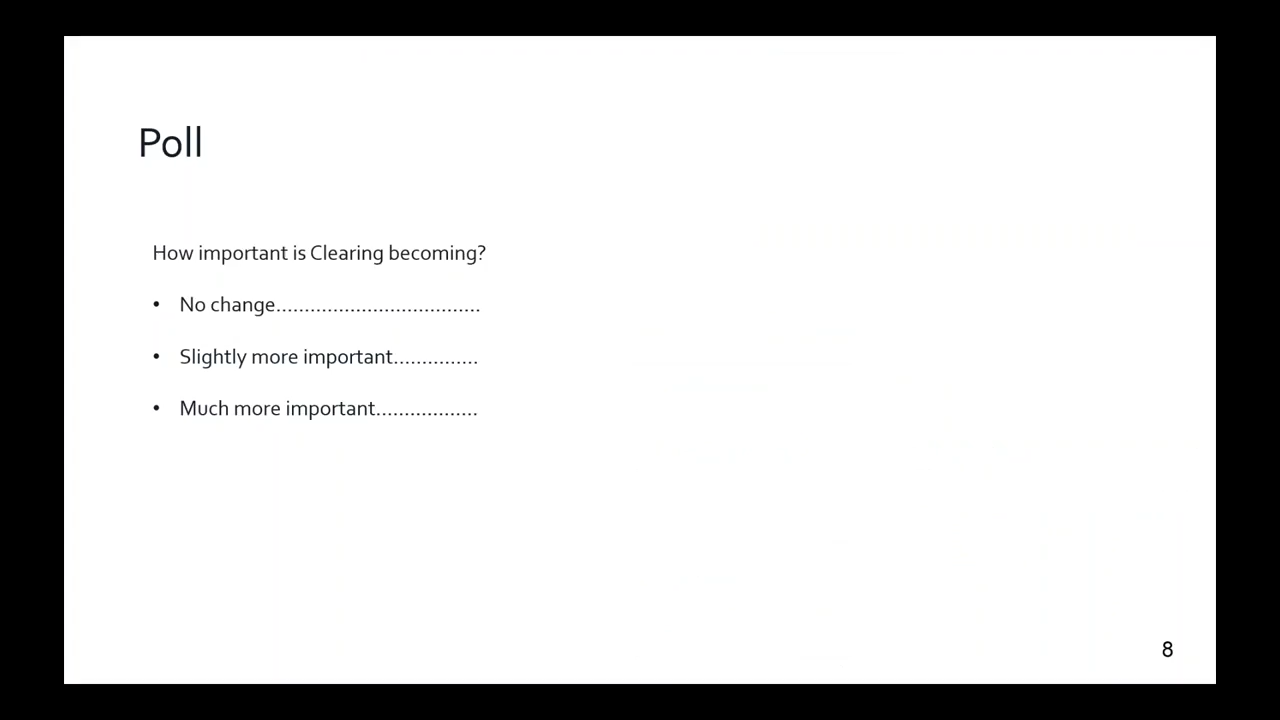 Poll
How important is Clearing becoming?
• No change....................................
• Slightly more important...............
• Much more important..................
8